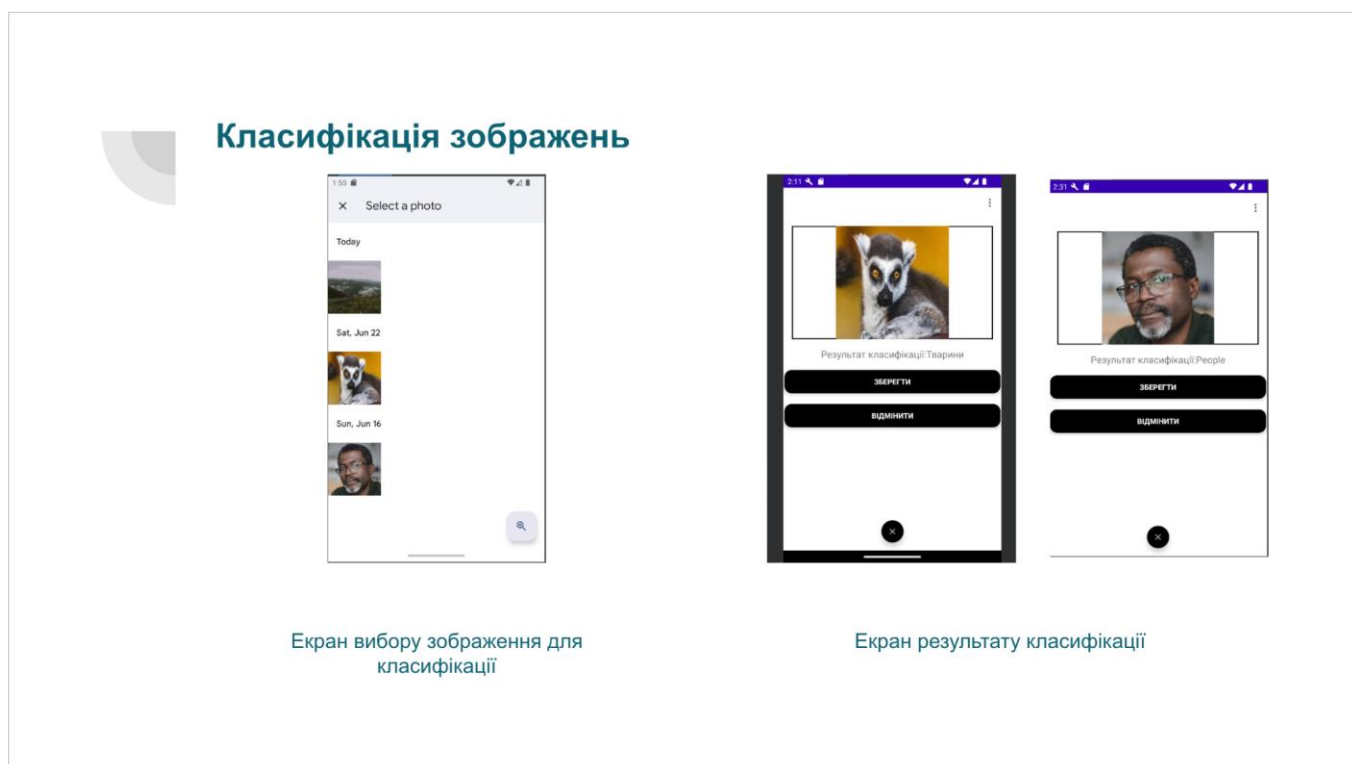 Класифікація зображень
1:55
Select a photo
Today
Sat, Jun 22
Sun, Jun 16
Екран вибору зображення для
класифікації
2:11
Результат класифікації:Тварини
ЗБЕРЕГТИ
ВІДМІНИТИ
2:31
Результат класифікації:People
ЗБЕРЕГТИ
ВІДМІНИТИ
Екран результату класифікації